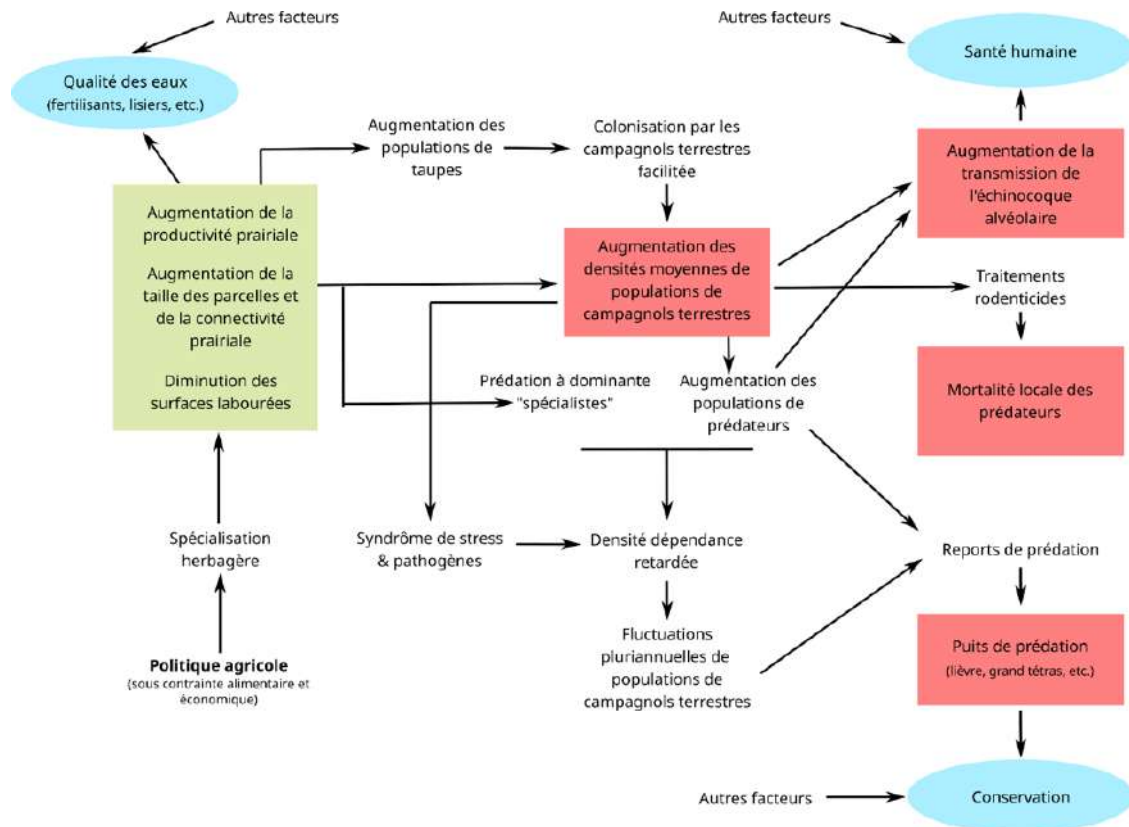 Autres facteurs
Autres facteurs
Qualité des eaux
(fertilisants, lisiers, etc.)
Santé humaine
Augmentation des
populations de
taupes
Colonisation par les
campagnols terrestres
facilitée
Augmentation de la
transmission de
l'échinocoque
alvéolaire
Augmentation de la
productivité prairiale
Augmentation de la
taille des parcelles et
de la connectivité
prairiale
Diminution des
surfaces labourées
Augmentation des
densités moyennes de
populations de
campagnols terrestres
Traitements
rodenticides
Prédation à dominante
"spécialistes"
Augmentation des
populations de
prédateurs
Mortalité locale des
prédateurs
Spécialisation
herbagère
Syndrôme de stress
& pathogènes
Densité dépendance
retardée
Reports de prédation
Politique agricole
(sous contrainte alimentaire et
économique)
Fluctuations
pluriannuelles de
populations de
campagnols terrestres
Puits de prédation
(lièvre, grand tétras, etc.)
Autres facteurs
Conservation